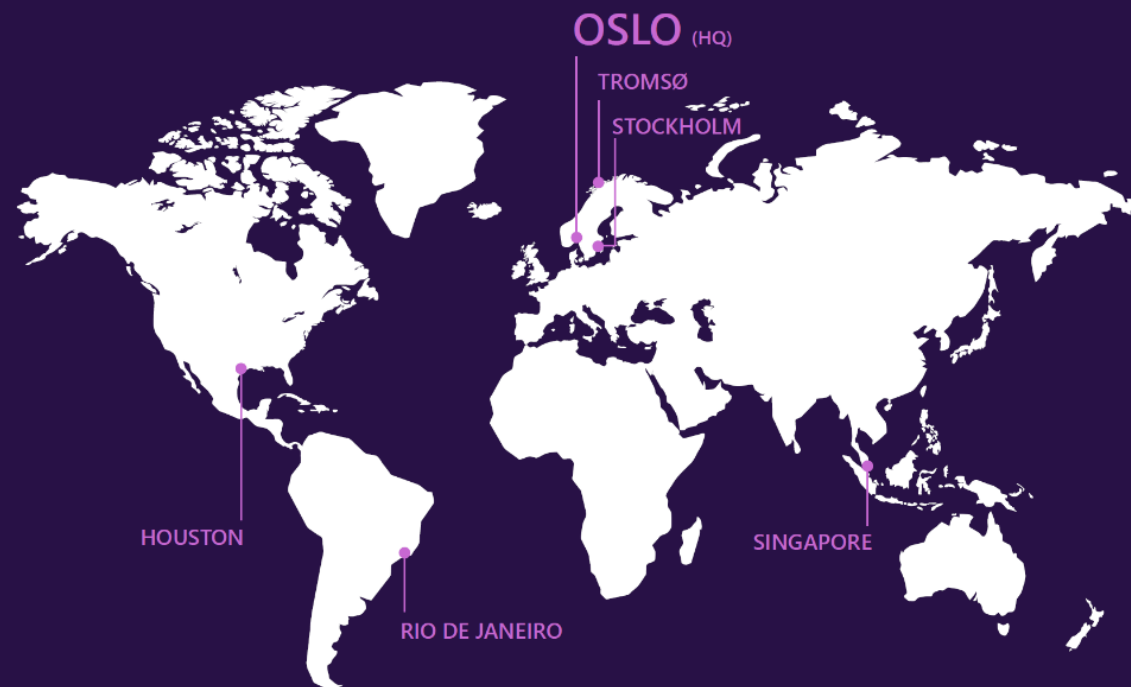 OSLO (HQ)
TROMSØ
STOCKHOLM
HOUSTON
SINGAPORE
RIO DE JANEIRO